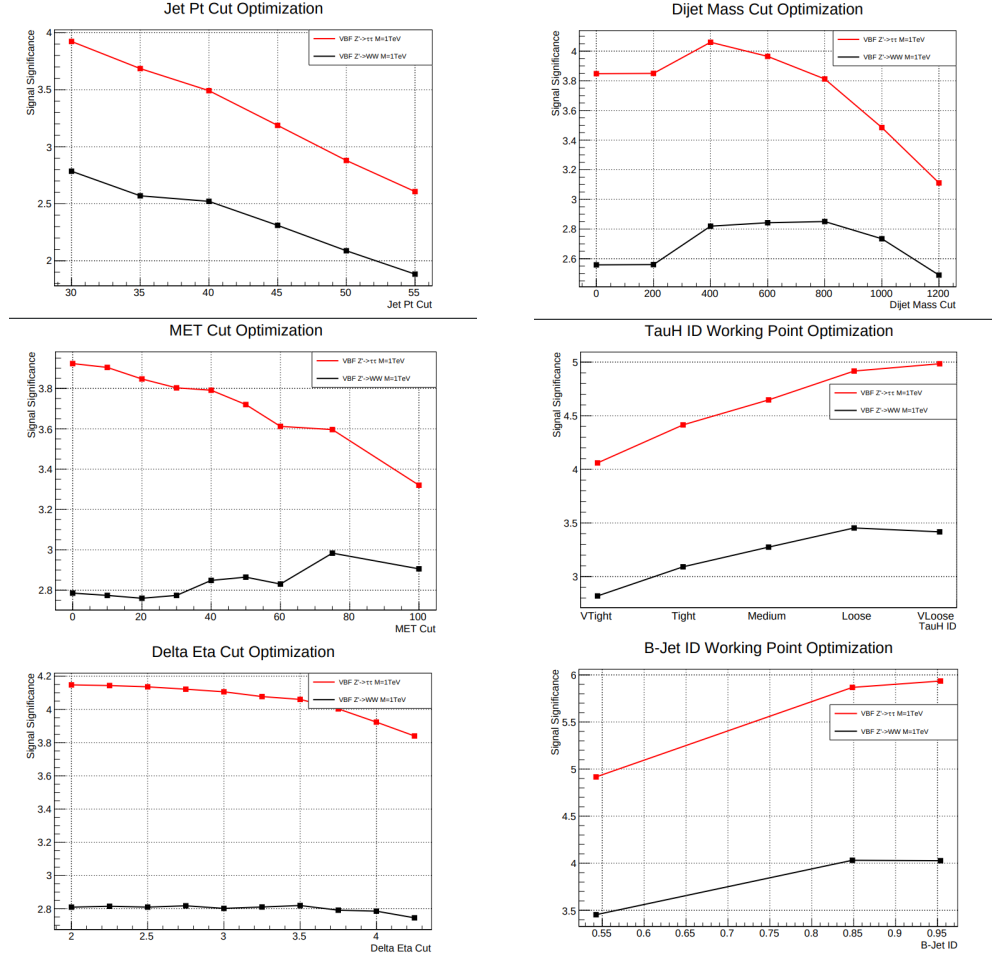 Jet Pt Cut Optimization
Signal Significance
4
3.5
3
2.5
2
VBF Z'->ττ M=1TeV
VBF Z'->WW M=1TeV
30 35 40 45 50 55
Jet Pt Cut
Dijet Mass Cut Optimization
Signal Significance
4
3.8
3.6
3.4
3.2
3
2.8
2.6
VBF Z'->ττ M=1TeV
VBF Z'->WW M=1TeV
0 200 400 600 800 1000 1200
Dijet Mass Cut
MET Cut Optimization
Signal Significance
3.8
3.6
3.4
3.2
3
2.8
VBF Z'->ττ M=1TeV
VBF Z'->WW M=1TeV
0 20 40 60 80 100
MET Cut
TauH ID Working Point Optimization
Signal Significance
5
4.5
4
3.5
3
VBF Z'->ττ M=1TeV
VBF Z'->WW M=1TeV
VTight Tight Medium Loose VLoose
TauH ID
Delta Eta Cut Optimization
Signal Significance
4.2
4
3.8
3.6
3.4
3.2
3
2.8
VBF Z'->ττ M=1TeV
VBF Z'->WW M=1TeV
2 2.5 3 3.5 4
Delta Eta Cut
B-Jet ID Working Point Optimization
Signal Significance
6
5.5
5
4.5
4
3.5
VBF Z'->ττ M=1TeV
VBF Z'->WW M=1TeV
0.55 0.6 0.65 0.7 0.75 0.8 0.85 0.9 0.95
B-Jet ID